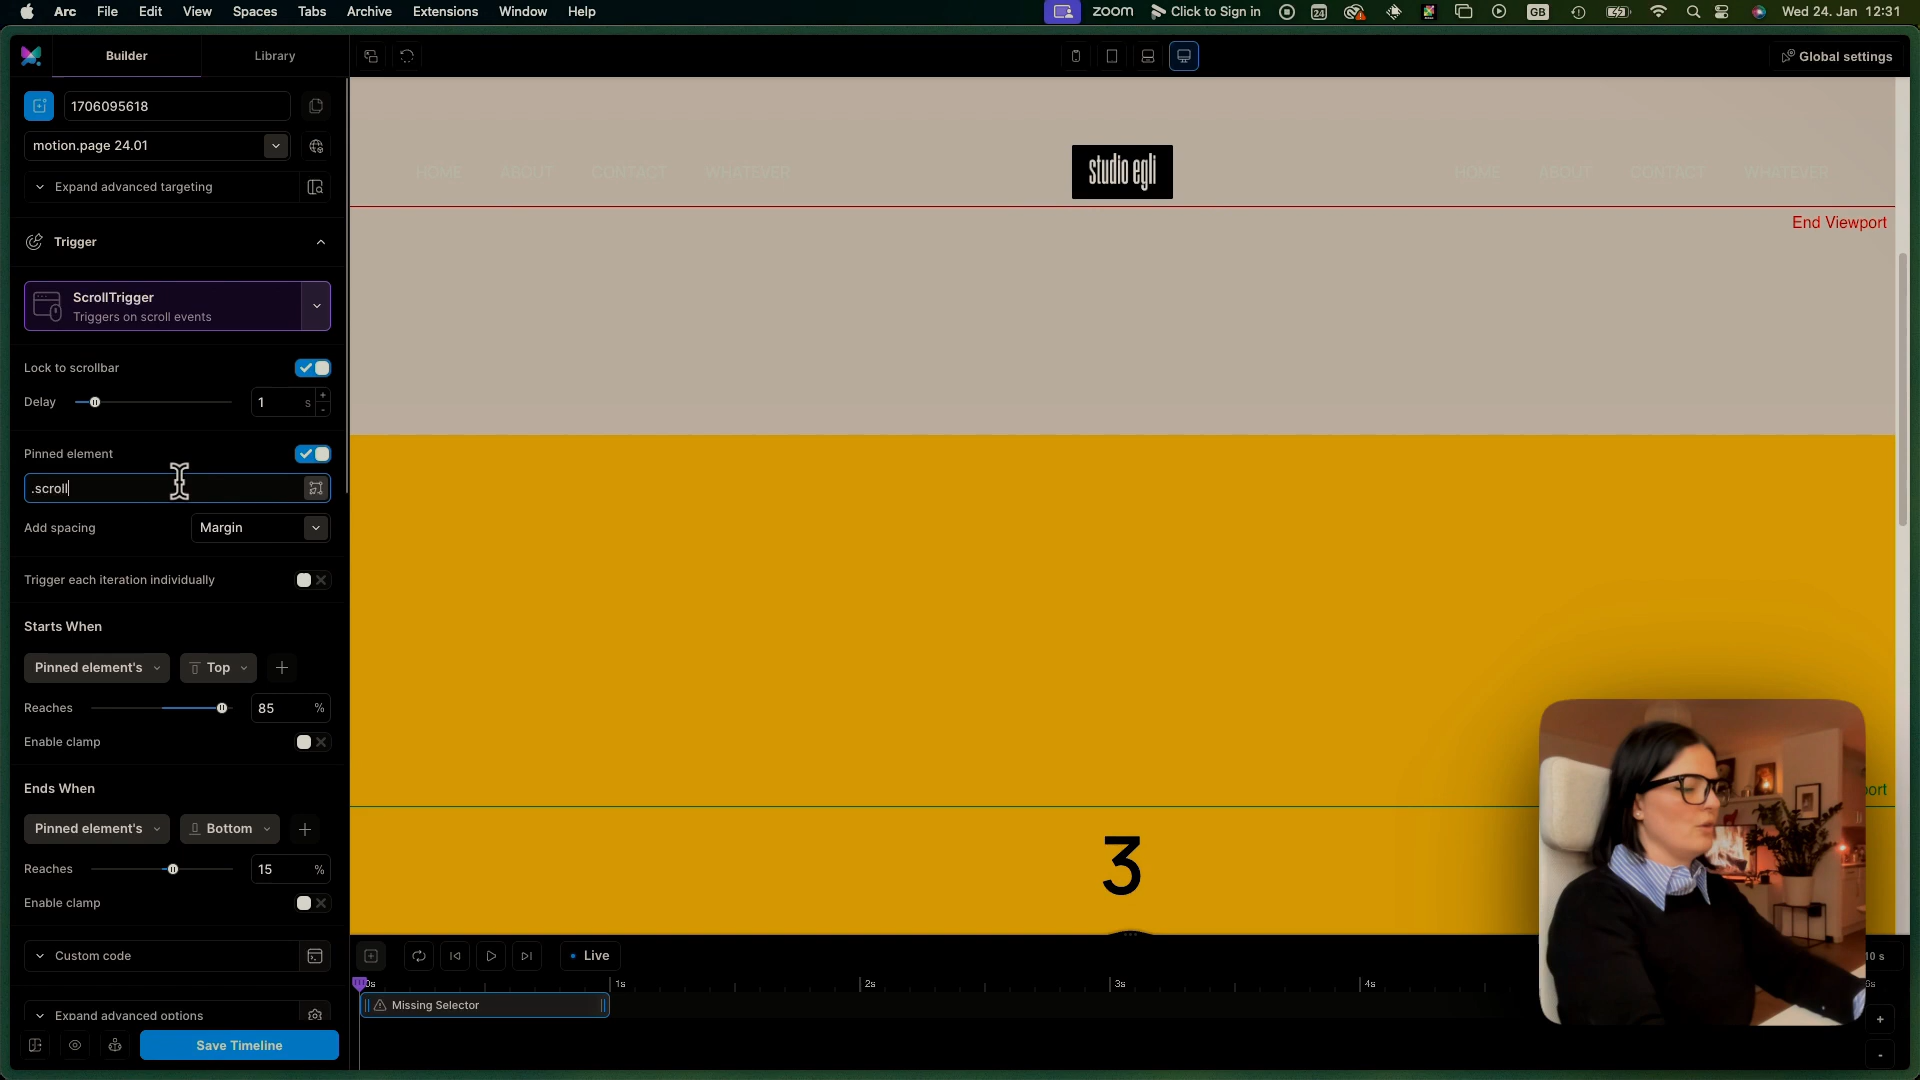 Arc File Edit View Spaces Tabs Archive Extensions Window Help
zoom Click to Sign in 24 GB Wed 24. Jan 12:31
Builder Library
Global settings
1706095618
motion.page 24.01
Expand advanced targeting
Trigger
ScrollTrigger
Triggers on scroll events
Lock to scrollbar
Delay 1 s
Pinned element
.scroll
Add spacing Margin
Trigger each iteration individually
Starts When
Pinned element's Top
Reaches 85 %
Enable clamp
Ends When
Pinned element's Bottom
Reaches 15 %
Enable clamp
Custom code
Expand advanced options
Save Timeline
HOME ABOUT CONTACT WHATEVER
studio egli
HOME ABOUT CONTACT WHATEVER
End Viewport
3
Live
0s 1s 2s 3s 4s
Missing Selector